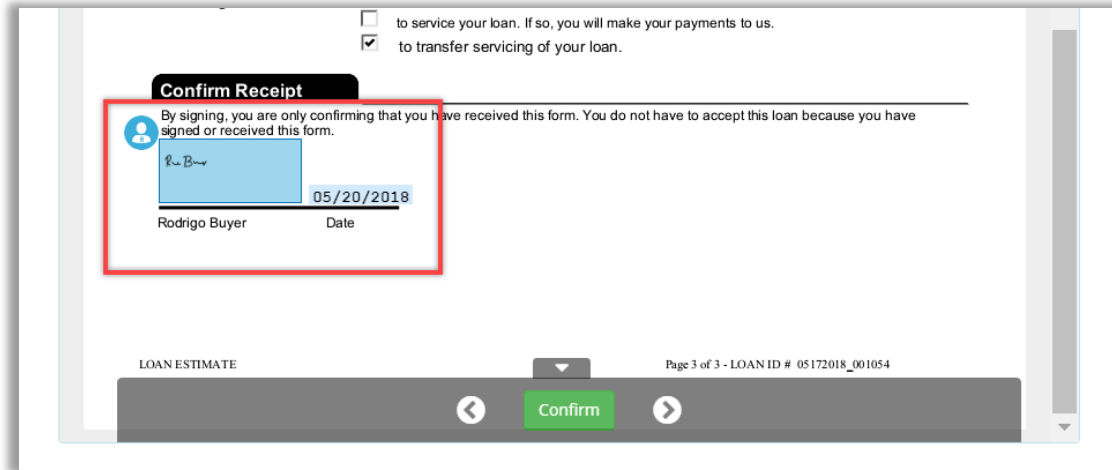 to service your loan. If so, you will make your payments to us.
to transfer servicing of your loan.
Confirm Receipt
By signing, you are only confirming that you have received this form. You do not have to accept this loan because you have
signed or received this form.
05/20/2018
Rodrigo Buyer Date
LOAN ESTIMATE Page 3 of 3 - LOAN ID # 05172018_001054
Confirm